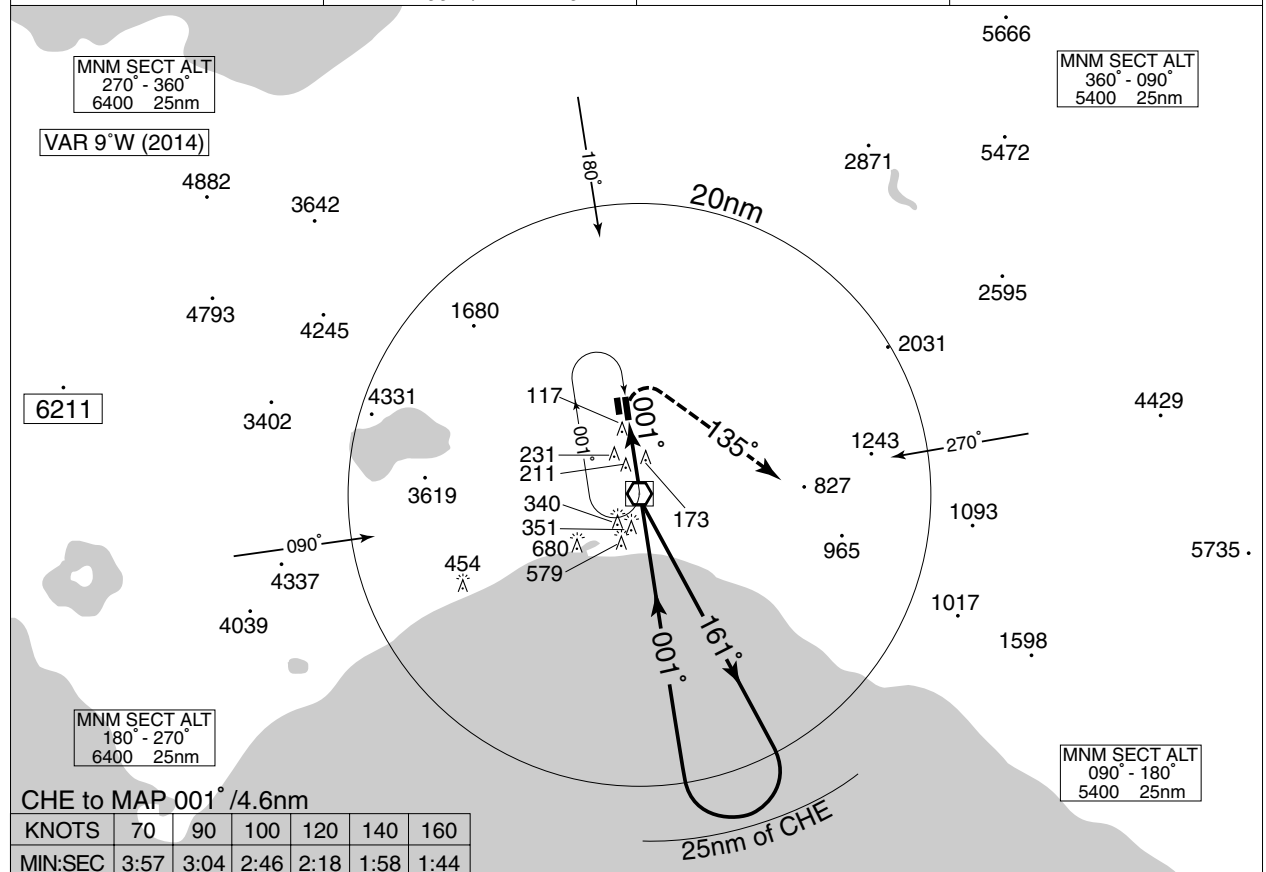 5666
MNM SECT ALT
270° - 360°
6400 25nm
MNM SECT ALT
360° - 090°
5400 25nm
VAR 9°W (2014)
180°
2871
5472
4882
3642
20nm
4793
4245
1680
2595
2031
6211
3402
4331
117
001°
001°
135°
4429
1243
270°
231
211
3619
827
340
351
173
1093
090°
680
579
965
5735
454
4337
4039
1017
1598
001°
161°
MNM SECT ALT
180° - 270°
6400 25nm
MNM SECT ALT
090° - 180°
5400 25nm
25nm of CHE
CHE to MAP 001° /4.6nm
KNOTS 70 90 100 120 140 160
MIN:SEC 3:57 3:04 2:46 2:18 1:58 1:44